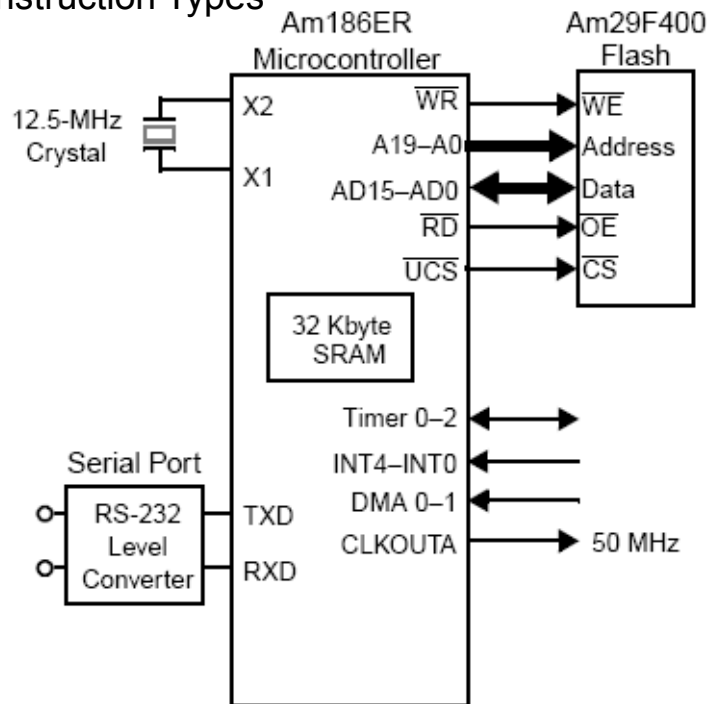 nstruction Types
Am186ER
Microcontroller
Am29F400
Flash
12.5-MHz
Crystal
X2
X1
WR
A19–A0
AD15–AD0
RD
UCS
WE
Address
Data
OE
CS
32 Kbyte
SRAM
Timer 0–2
INT4–INT0
DMA 0–1
CLKOUTA
50 MHz
Serial Port
RS-232
Level
Converter
TXD
RXD